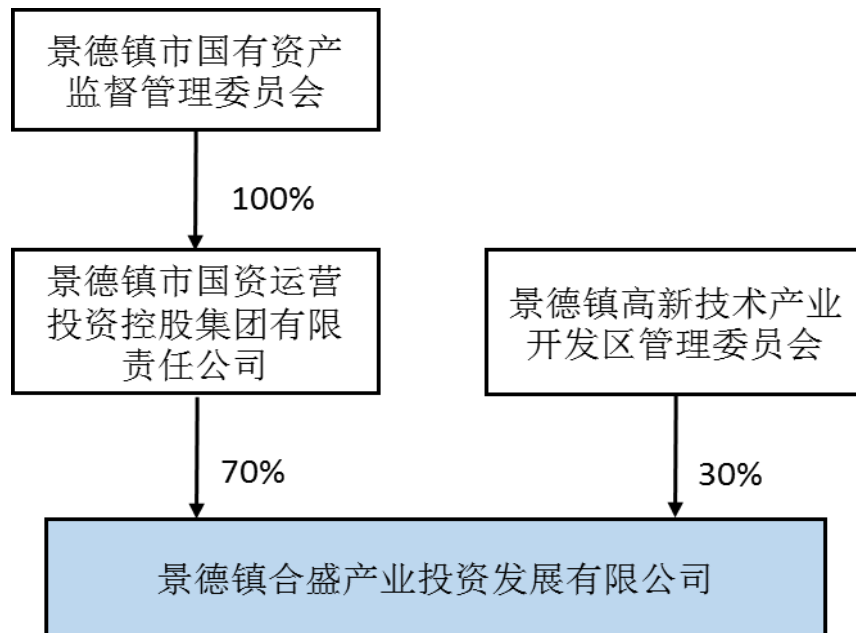 景德镇市国有资产
监督管理委员会
100%
景德镇市国资运营
投资控股集团有限
责任公司
景德镇高新技术产业
开发区管理委员会
70%
30%
景德镇合盛产业投资发展有限公司